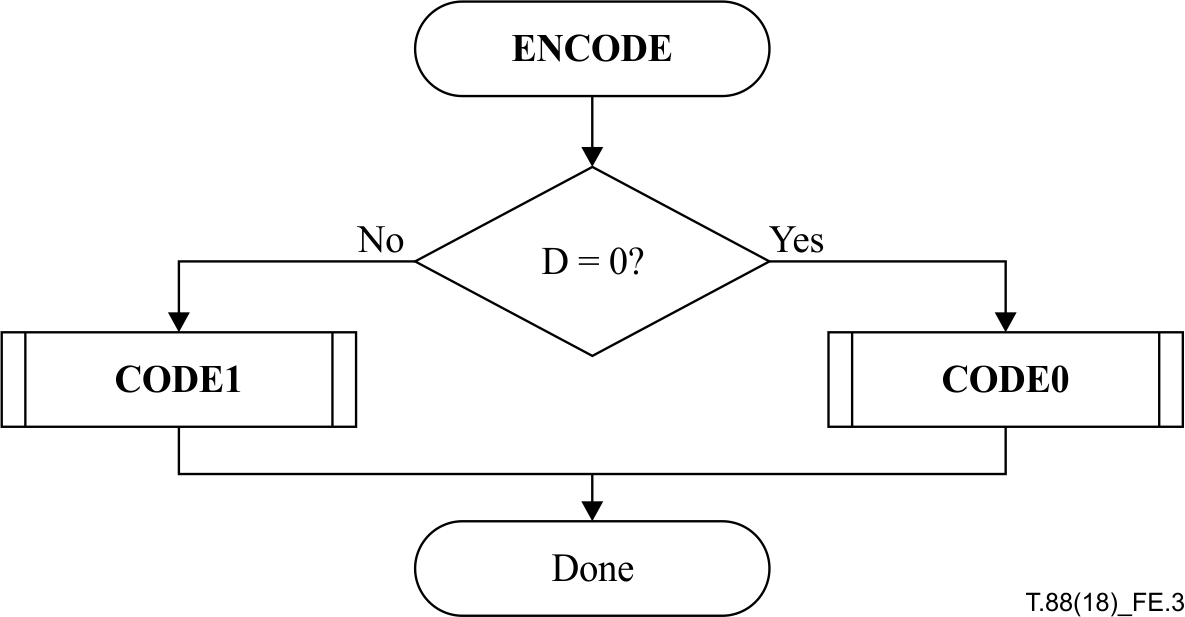 ENCODE
No
Yes
D = 0?
CODE1
CODE0
Done
T.88(18)_FE.3